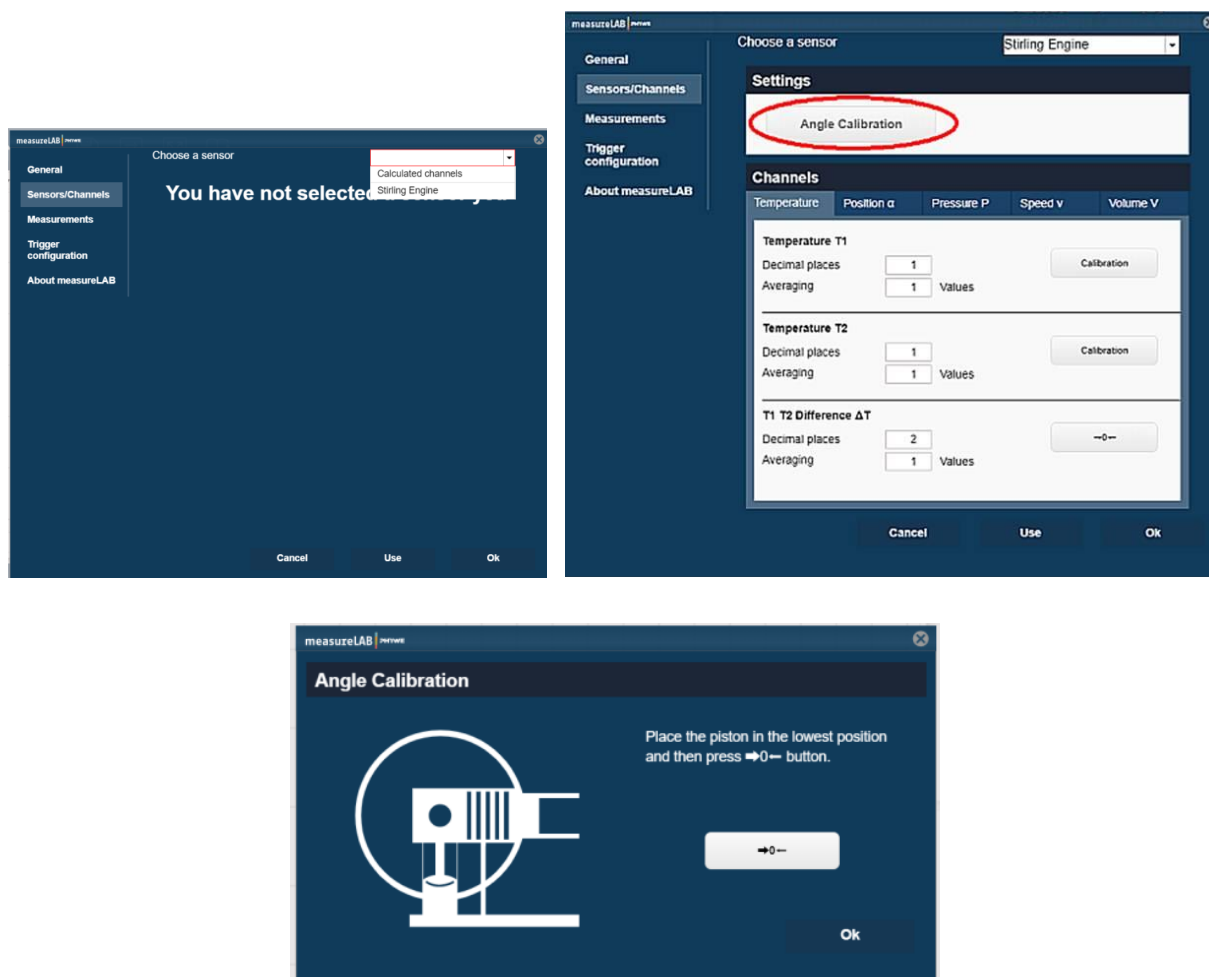 measureLAB PHYWE
Choose a sensor
General
Sensors/Channels
Measurements
Trigger
configuration
About measureLAB
Calculated channels
Stirling Engine
You have not selected
Cancel Use Ok
measureLAB PHYWE
Choose a sensor Stirling Engine
General
Sensors/Channels
Measurements
Trigger
configuration
About measureLAB
Settings
Angle Calibration
Channels
Temperature Position α Pressure P Speed v Volume V
Temperature T1
Decimal places 1 Calibration
Averaging 1 Values
Temperature T2
Decimal places 1 Calibration
Averaging 1 Values
T1 T2 Difference ΔT
Decimal places 2 →0←
Averaging 1 Values
Cancel Use Ok
measureLAB PHYWE
Angle Calibration
Place the piston in the lowest position
and then press →0← button.
→0←
Ok